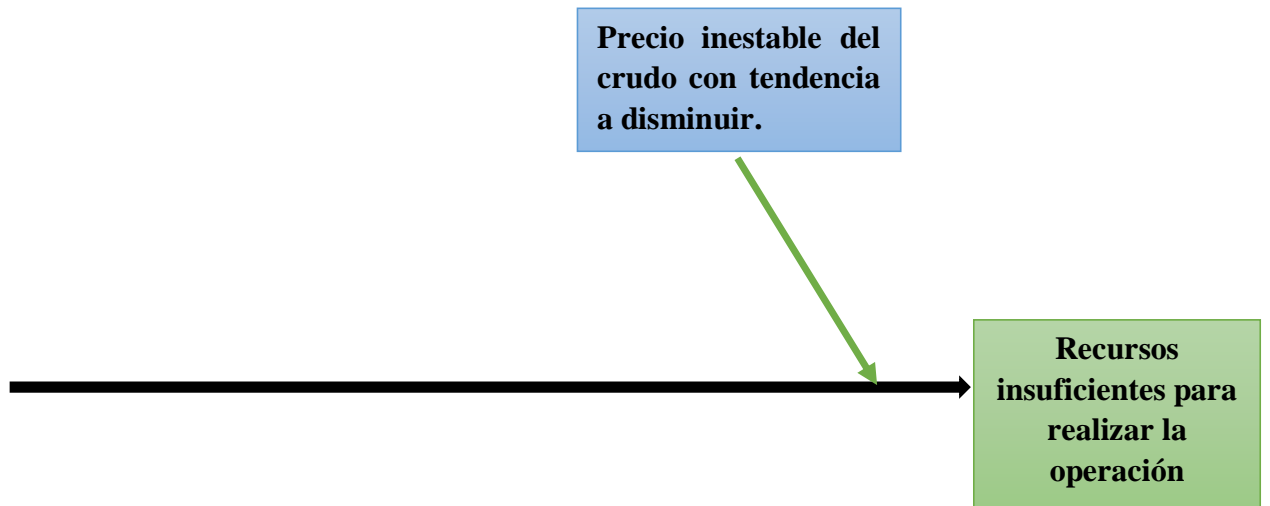 Precio inestable del
crudo con tendencia
a disminuir.
Recursos
insuficientes para
realizar la
operación